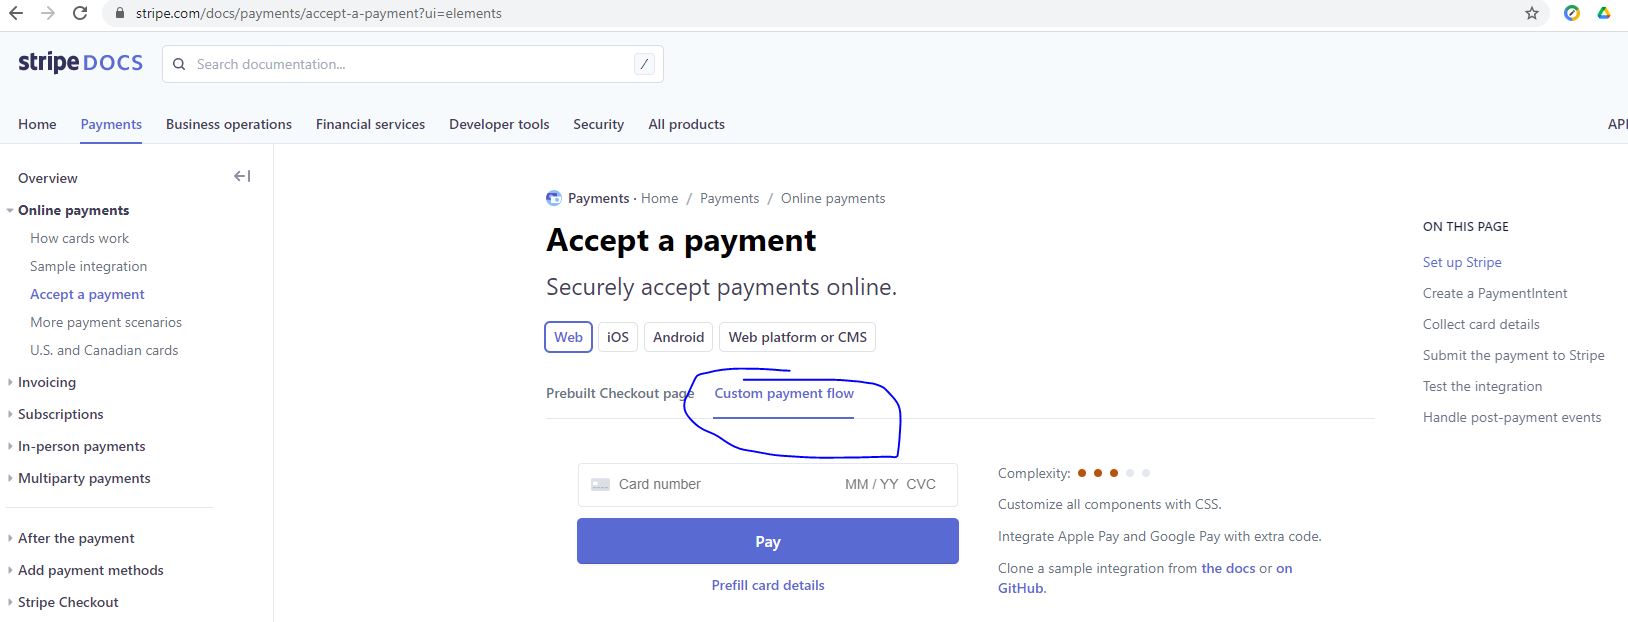 stripe.com/docs/payments/accept-a-payment?ui=elements
stripe DOCS
Search documentation...
/
Home
Payments
Business operations
Financial services
Developer tools
Security
All products
API
Overview
Online payments
How cards work
Sample integration
Accept a payment
More payment scenarios
U.S. and Canadian cards
Invoicing
Subscriptions
In-person payments
Multiparty payments
After the payment
Add payment methods
Stripe Checkout
Payments · Home / Payments / Online payments
Accept a payment
Securely accept payments online.
Web
iOS
Android
Web platform or CMS
Prebuilt Checkout page
Custom payment flow
Card number
MM / YY CVC
Pay
Prefill card details
Complexity:
Customize all components with CSS.
Integrate Apple Pay and Google Pay with extra code.
Clone a sample integration from the docs or on
GitHub.
ON THIS PAGE
Set up Stripe
Create a PaymentIntent
Collect card details
Submit the payment to Stripe
Test the integration
Handle post-payment events